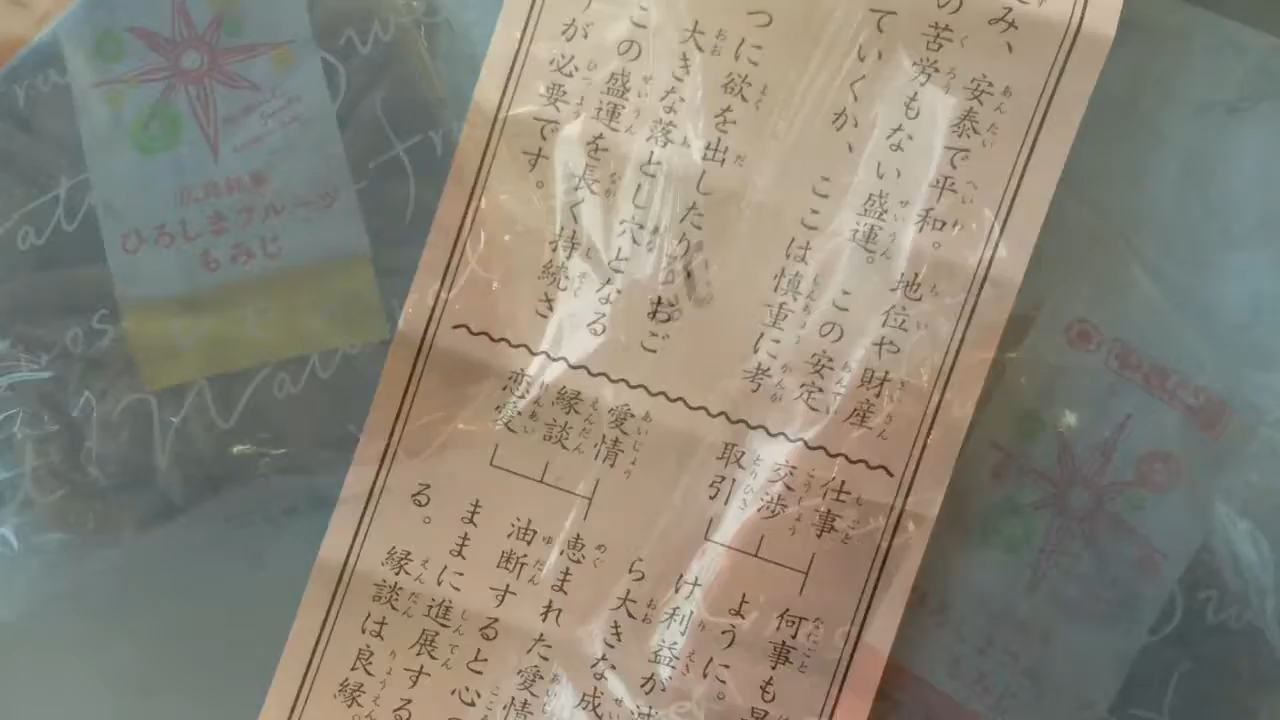 み、安泰で平和。地位や財産
の苦労もない盛運。この安定
ていくか、ここは慎重に考
つに欲を出したり、おご
大きな落とし穴となる
この盛運を長く持続さ
が必要です。
仕事
交渉
取引
何事も
ように。
け利益が
ら大きな成
愛情
縁談
恋愛
恵まれた愛情
油断すると心
ままに進展する
る。縁談は良縁。
ひろしまフルーツ
もみじ